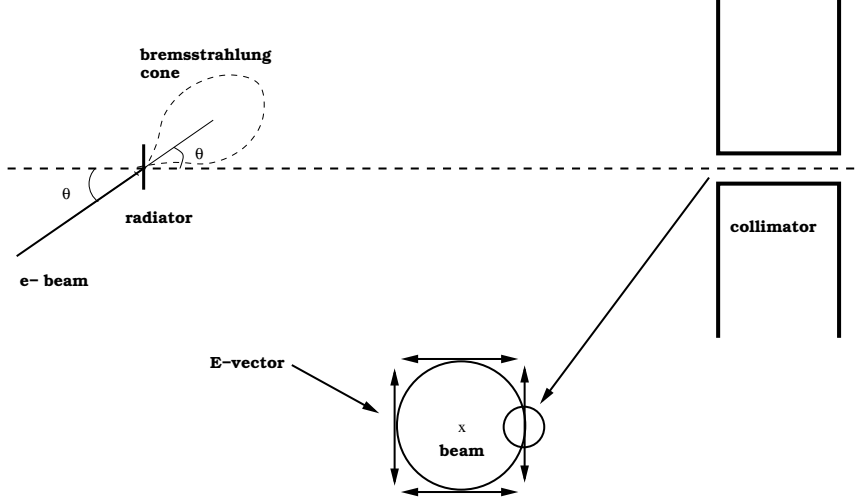 bremsstrahlung
cone
θ
θ
radiator
collimator
e− beam
E−vector
x
beam